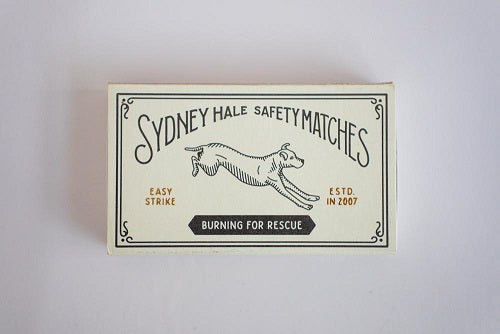 SYDNEY HALE SAFETY MATCHES
EASY
STRIKE
ESTD.
IN 2007
BURNING FOR RESCUE